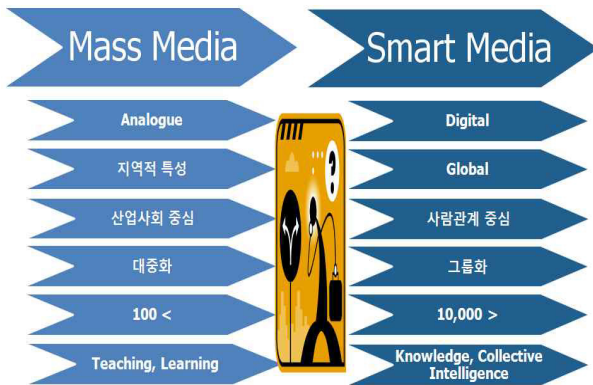 Mass Media
Smart Media
Analogue
Digital
지역적 특성
Global
산업사회 중심
사람관계 중심
대중화
그룹화
100 <
10,000 >
Teaching, Learning
Knowledge, Collective
Intelligence
?